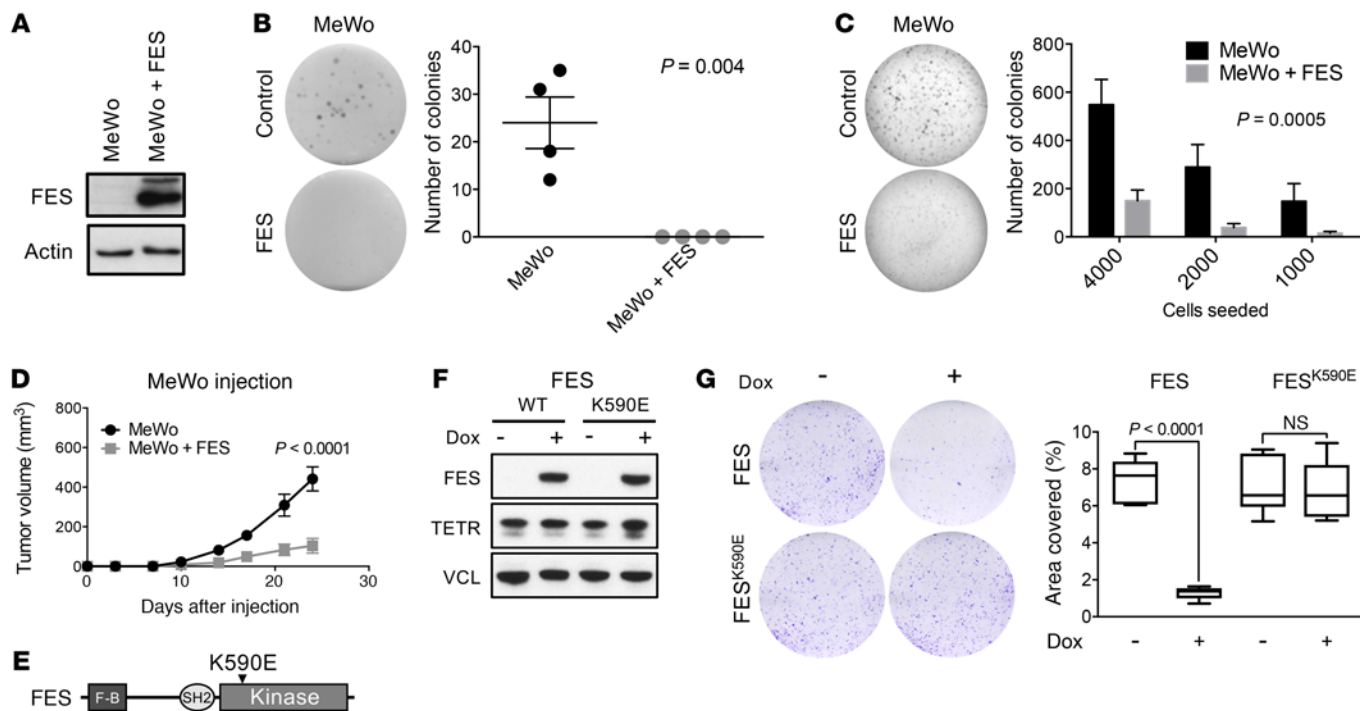 A
MeWo
MeWo + FES
FES
Actin
B
MeWo
Control
FES
Number of colonies
40
30
20
10
0
P = 0.004
MeWo
MeWo + FES
C
MeWo
Control
FES
Number of colonies
800
600
400
200
0
MeWo
MeWo + FES
P = 0.0005
4000
2000
1000
Cells seeded
D
MeWo injection
Tumor volume (mm³)
800
600
400
200
0
MeWo
MeWo + FES
P < 0.0001
0
10
20
30
Days after injection
E
K590E
FES
F-B
SH2
Kinase
F
FES
WT
K590E
Dox
-
+
-
+
FES
TETR
VCL
G
Dox
-
+
FES
FESᴷ⁵⁹⁰ᴱ
FES
FESᴷ⁵⁹⁰ᴱ
Area covered (%)
10
8
6
4
2
0
P < 0.0001
NS
Dox
-
+
-
+